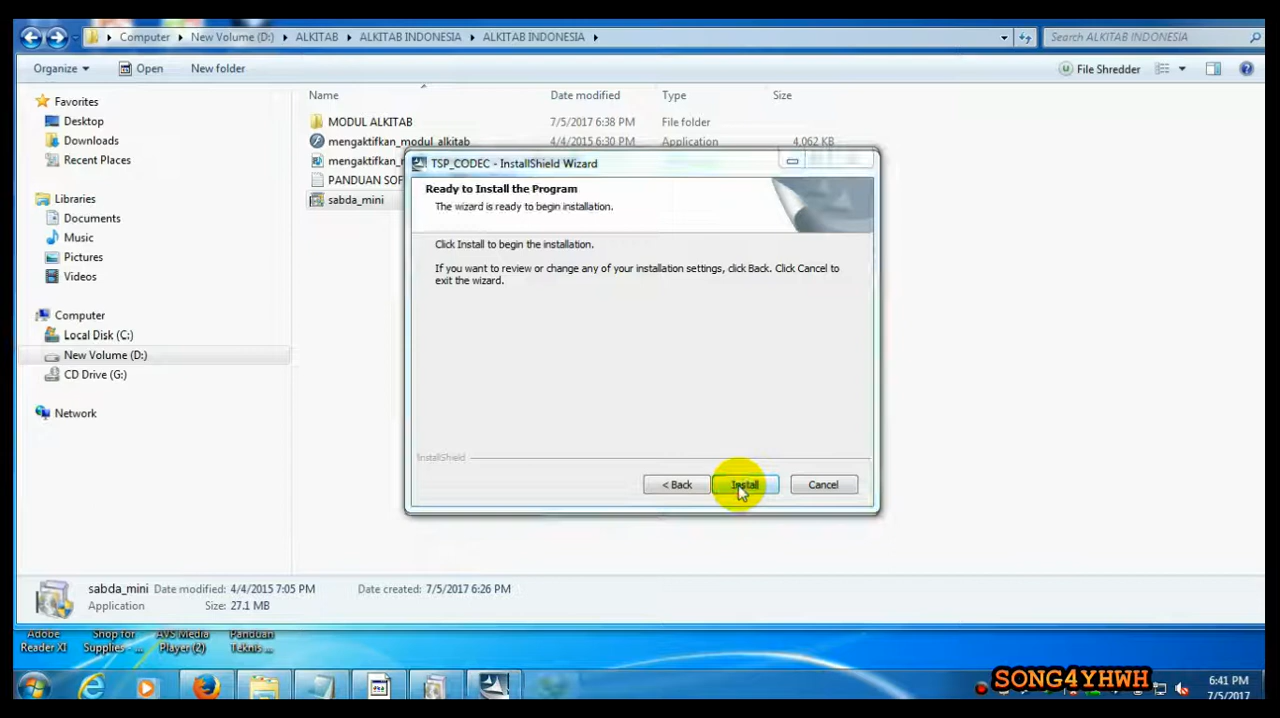 Computer New Volume (D:) ALKITAB ALKITAB INDONESIA ALKITAB INDONESIA
Search ALKITAB INDONESIA
Organize Open New folder File Shredder
Favorites
Desktop
Downloads
Recent Places
Libraries
Documents
Music
Pictures
Videos
Computer
Local Disk (C:)
New Volume (D:)
CD Drive (G:)
Network
Name Date modified Type Size
MODUL ALKITAB 7/5/2017 6:38 PM File folder
mengaktifkan_modul_alkitab 4/4/2015 6:30 PM Application 4,062 KB
mengaktifkan_
PANDUAN SOF
sabda_mini
TSP_CODEC - InstallShield Wizard
Ready to Install the Program
The wizard is ready to begin installation.
Click Install to begin the installation.
If you want to review or change any of your installation settings, click Back. Click Cancel to
exit the wizard.
InstallShield
< Back Install Cancel
sabda_mini Date modified: 4/4/2015 7:05 PM Date created: 7/5/2017 6:26 PM
Application Size: 27.1 MB
Adobe
Reader XI
Shop for
Supplies - ...
AVS Media
Player (2)
Panduan
Teknis ...
SONG4YHWH
6:41 PM
7/5/2017